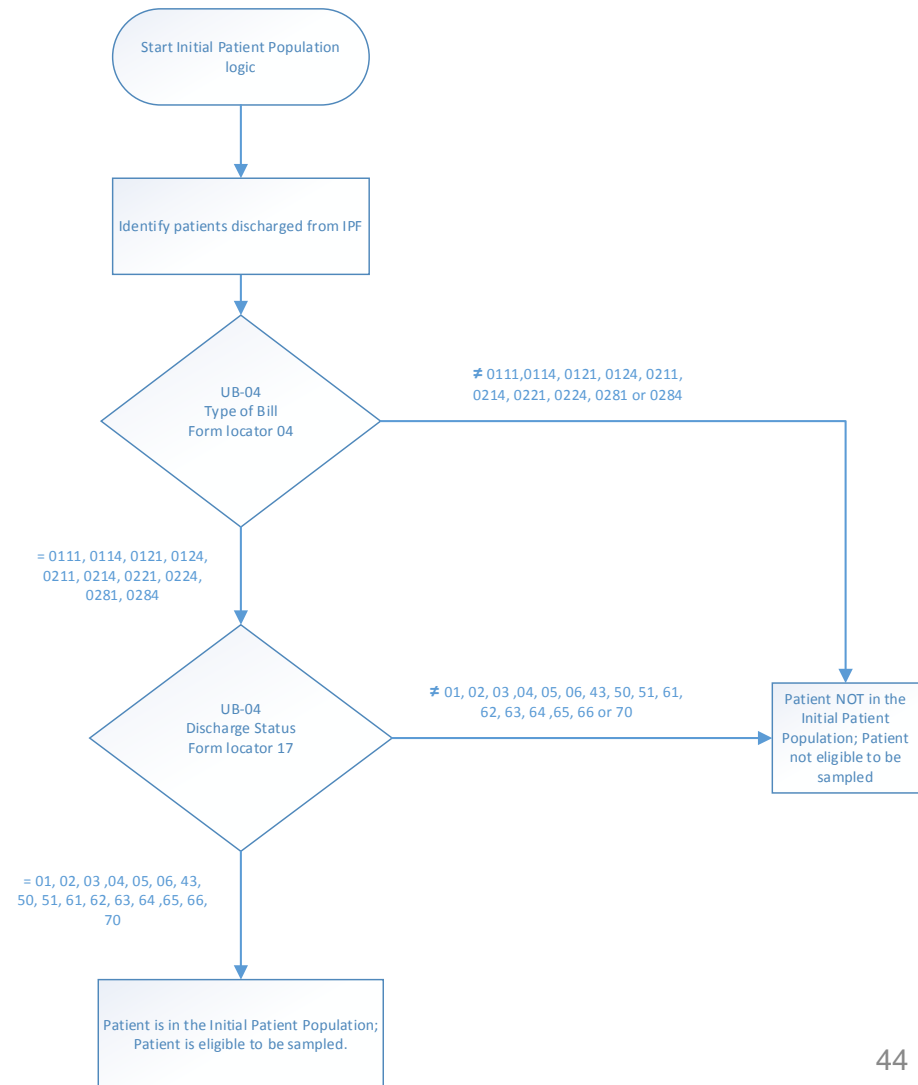 Start Initial Patient Population
logic
Identify patients discharged from IPF
UB-04
Type of Bill
Form locator 04
≠ 0111,0114, 0121, 0124, 0211,
0214, 0221, 0224, 0281 or 0284
= 0111, 0114, 0121, 0124,
0211, 0214, 0221, 0224,
0281, 0284
UB-04
Discharge Status
Form locator 17
≠ 01, 02, 03 ,04, 05, 06, 43, 50, 51, 61,
62, 63, 64 ,65, 66 or 70
Patient NOT in the
Initial Patient
Population; Patient
not eligible to be
sampled
= 01, 02, 03 ,04, 05, 06, 43,
50, 51, 61, 62, 63, 64 ,65, 66,
70
Patient is in the Initial Patient Population;
Patient is eligible to be sampled.
44